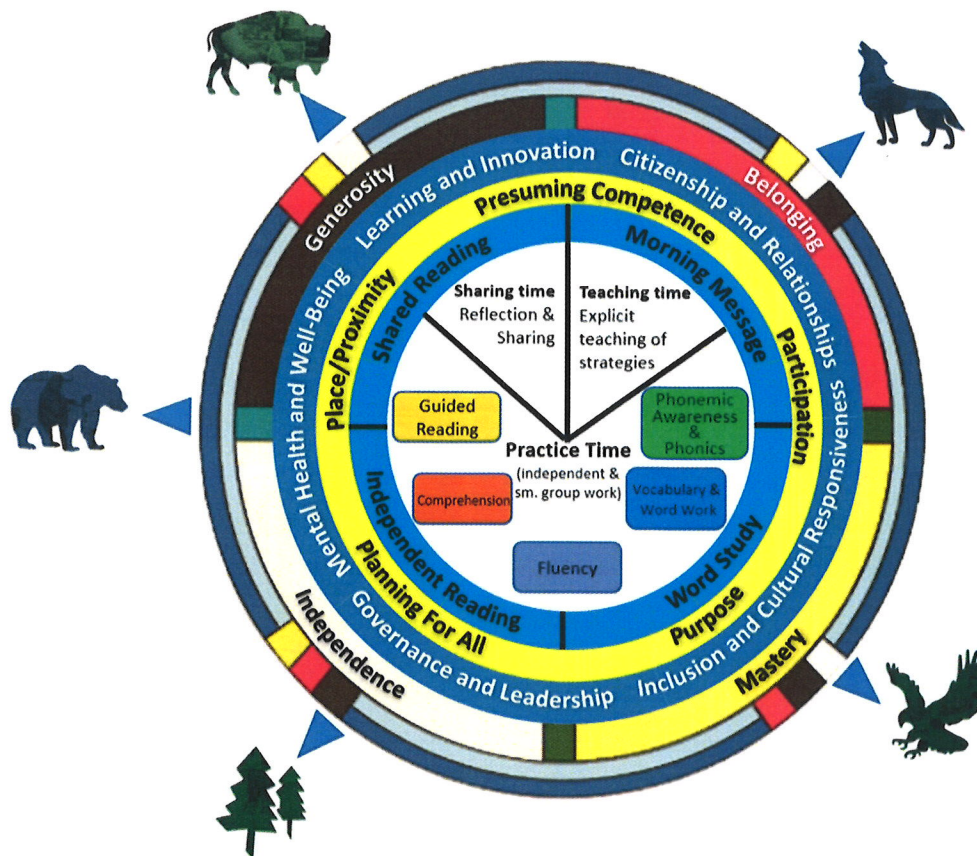 Generosity
Belonging
Mastery
Independence
Learning and Innovation
Citizenship and Relationships
Inclusion and Cultural Responsiveness
Governance and Leadership
Mental Health and Well-Being
Presuming Competence
Participation
Purpose
Planning For All
Place/Proximity
Shared Reading
Morning Message
Word Study
Independent Reading
Sharing time
Reflection &
Sharing
Teaching time
Explicit
teaching of
strategies
Guided
Reading
Phonemic
Awareness
&
Phonics
Practice Time
(independent &
sm. group work)
Comprehension
Vocabulary &
Word Work
Fluency